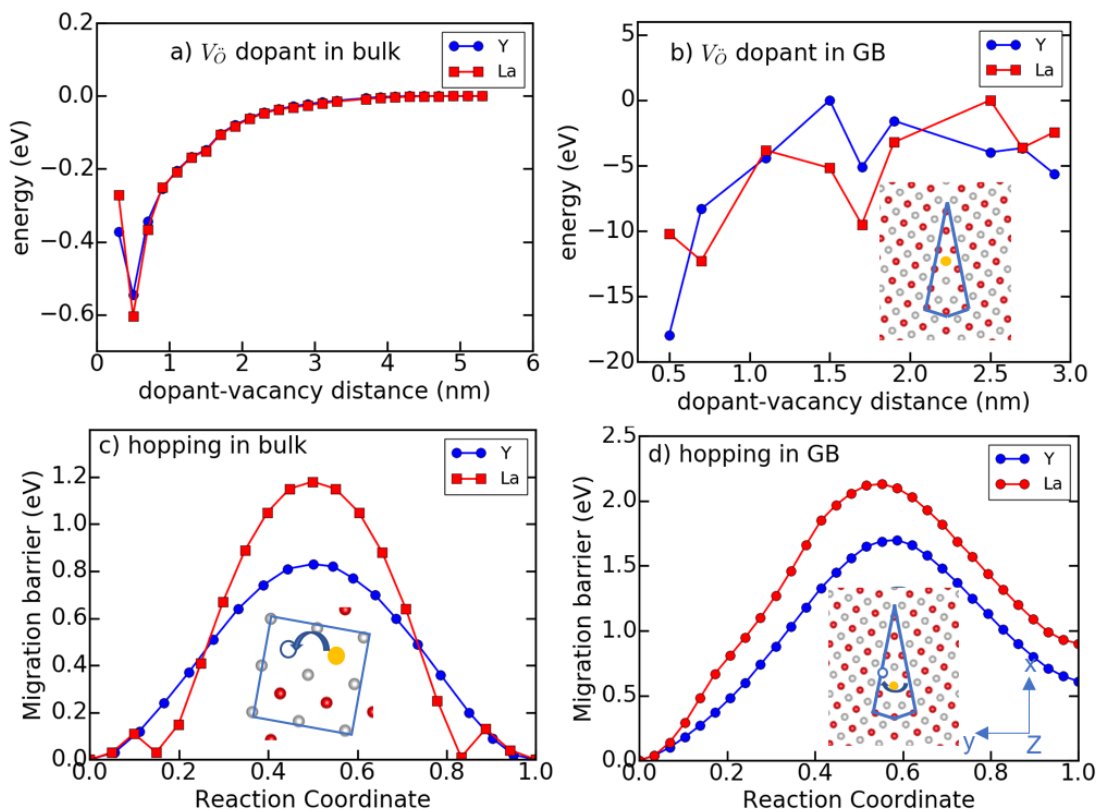 a) V_Ö dopant in bulk
Y
La
0.2
0.0
−0.2
−0.4
−0.6
energy (eV)
0 1 2 3 4 5 6
dopant-vacancy distance (nm)
b) V_Ö dopant in GB
Y
La
5
0
−5
−10
−15
−20
energy (eV)
0.5 1.0 1.5 2.0 2.5 3.0
dopant-vacancy distance (nm)
c) hopping in bulk
Y
La
1.2
1.0
0.8
0.6
0.4
0.2
0.0
Migration barrier (eV)
0.0 0.2 0.4 0.6 0.8 1.0
Reaction Coordinate
d) hopping in GB
Y
La
2.5
2.0
1.5
1.0
0.5
0.0
Migration barrier (eV)
x
y
Z
0.0 0.2 0.4 0.6 0.8 1.0
Reaction Coordinate